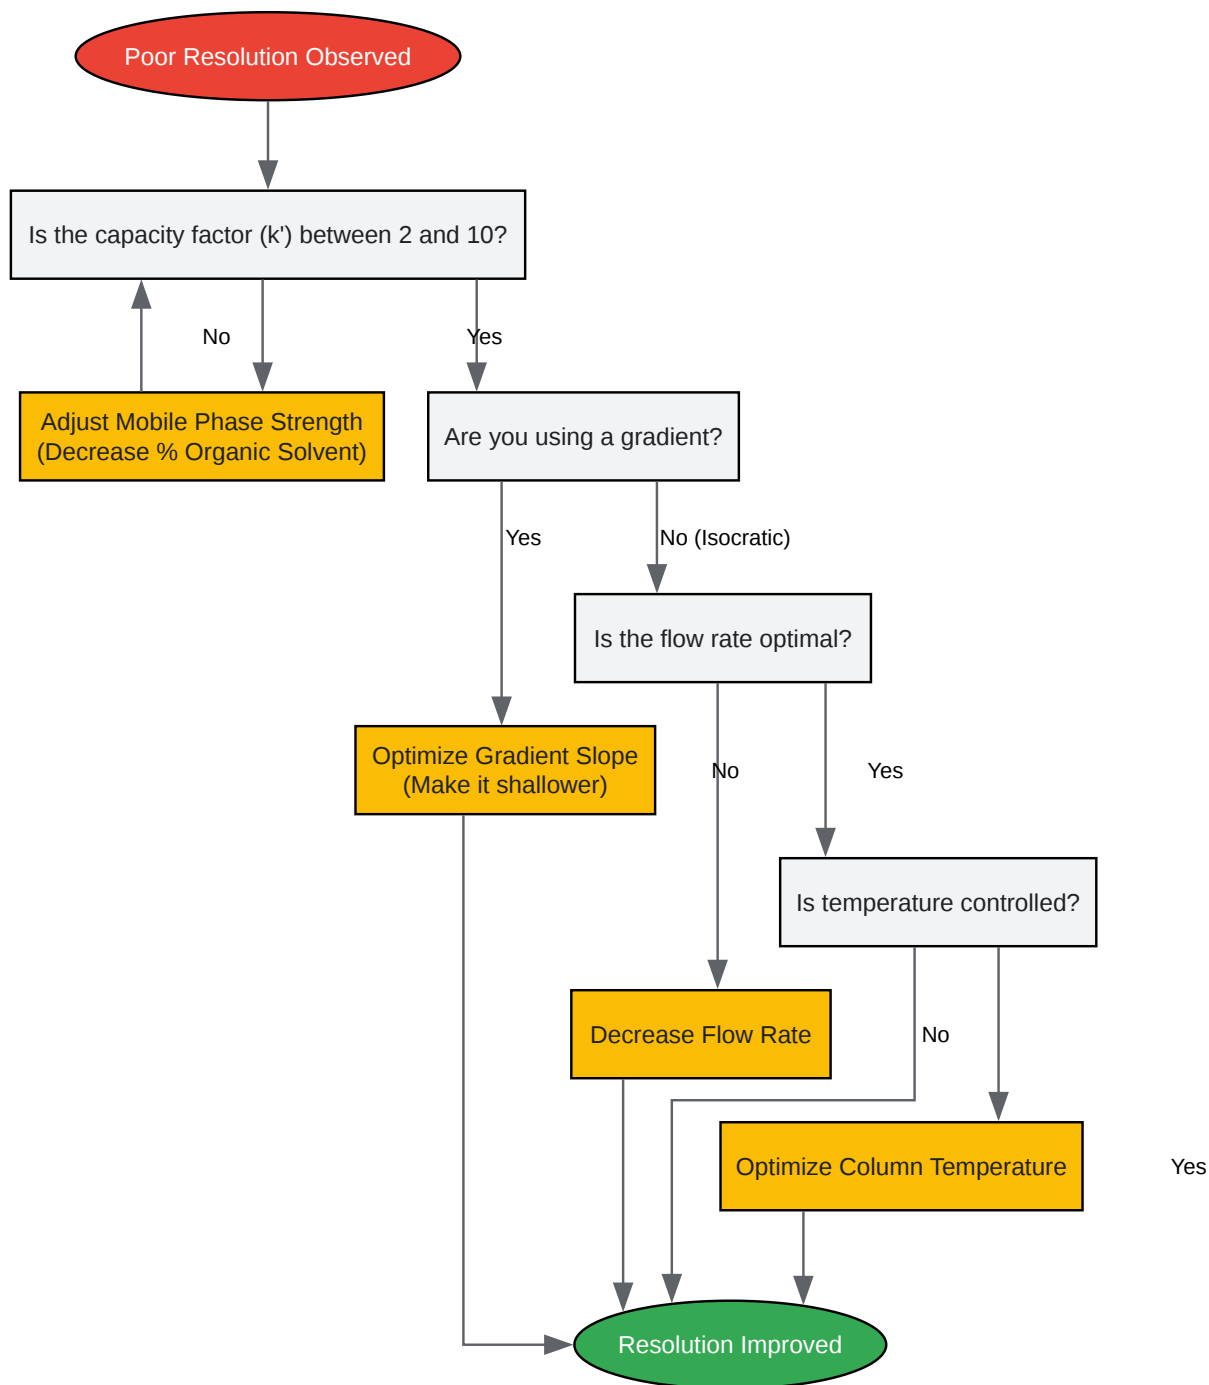 Poor Resolution Observed
Is the capacity factor (k') between 2 and 10?
No
Yes
Adjust Mobile Phase Strength
(Decrease % Organic Solvent)
Are you using a gradient?
Yes
No (Isocratic)
Is the flow rate optimal?
Optimize Gradient Slope
(Make it shallower)
No
Yes
Is temperature controlled?
Decrease Flow Rate
No
Optimize Column Temperature
Yes
Resolution Improved